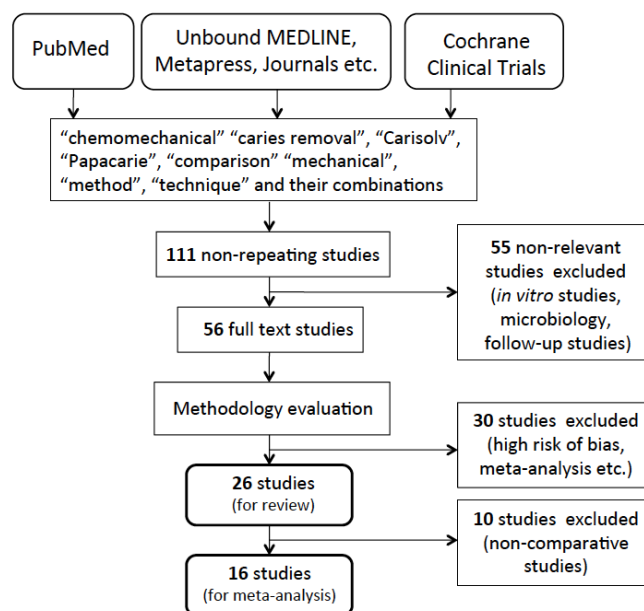 PubMed
Unbound MEDLINE,
Metapress, Journals etc.
Cochrane
Clinical Trials
“chemomechanical” “caries removal”, “Carisolv”,
“Papacarie”, “comparison” “mechanical”,
“method”, “technique” and their combinations
111 non-repeating studies
55 non-relevant
studies excluded
(in vitro studies,
microbiology,
follow-up studies)
56 full text studies
Methodology evaluation
30 studies excluded
(high risk of bias,
meta-analysis etc.)
26 studies
(for review)
10 studies excluded
(non-comparative
studies)
16 studies
(for meta-analysis)